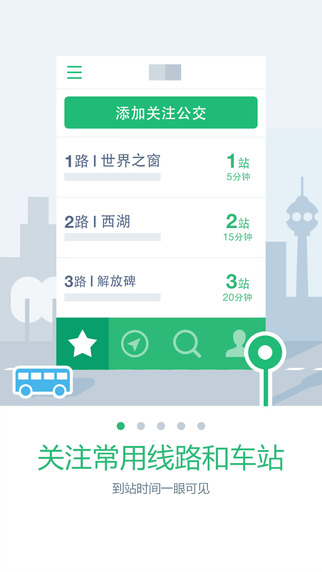 添加关注公交
1路 | 世界之窗
1站
5分钟
2路 | 西湖
2站
15分钟
3路 | 解放碑
3站
20分钟
关注常用线路和车站
到站时间一眼可见